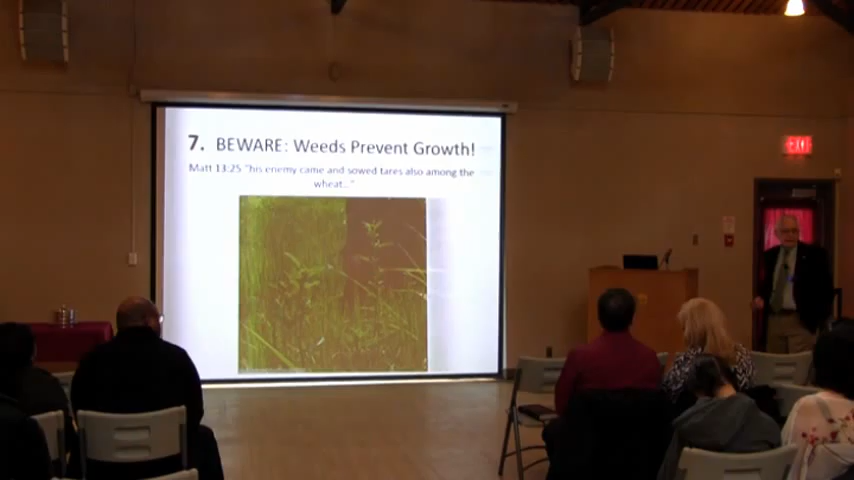 7. BEWARE: Weeds Prevent Growth!
Matt 13:25 "his enemy came and sowed tares also among the
wheat.."
EXIT